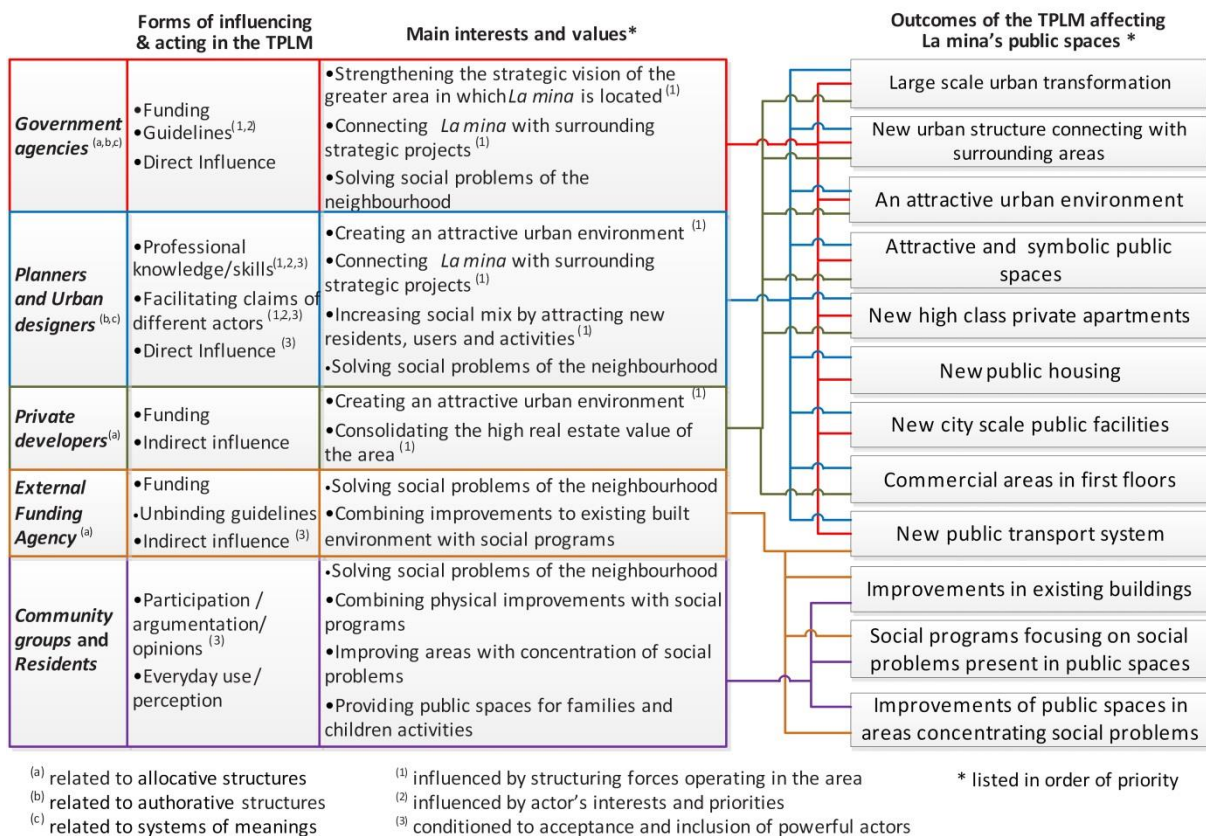 Forms of influencing
& acting in the TPLM
Main interests and values*
Outcomes of the TPLM affecting
La mina's public spaces *
Government
agencies (a,b,c)
•Funding
•Guidelines(1,2)
•Direct Influence
•Strengthening the strategic vision of the
greater area in which La mina is located (1)
•Connecting La mina with surrounding
strategic projects (1)
•Solving social problems of the
neighbourhood
Planners
and Urban
designers (b,c)
•Professional
knowledge/skills(1,2,3)
•Facilitating claims of
different actors (1,2,3)
•Direct Influence (3)
•Creating an attractive urban environment (1)
•Connecting La mina with surrounding
strategic projects (1)
•Increasing social mix by attracting new
residents, users and activities(1)
•Solving social problems of the neighbourhood
Private
developers(a)
•Funding
•Indirect influence
•Creating an attractive urban environment (1)
•Consolidating the high real estate value of
the area (1)
External
Funding
Agency (a)
•Funding
•Unbinding guidelines
•Indirect influence (3)
•Solving social problems of the neighbourhood
•Combining improvements to existing built
environment with social programs
Community
groups and
Residents
•Participation /
argumentation/
opinions (3)
•Everyday use/
perception
•Solving social problems of the neighbourhood
•Combining physical improvements with social
programs
•Improving areas with concentration of social
problems
•Providing public spaces for families and
children activities
Large scale urban transformation
New urban structure connecting with
surrounding areas
An attractive urban environment
Attractive and symbolic public
spaces
New high class private apartments
New public housing
New city scale public facilities
Commercial areas in first floors
New public transport system
Improvements in existing buildings
Social programs focusing on social
problems present in public spaces
Improvements of public spaces in
areas concentrating social problems
(a) related to allocative structures
(b) related to authorative structures
(c) related to systems of meanings
(1) influenced by structuring forces operating in the area
(2) influenced by actor's interests and priorities
(3) conditioned to acceptance and inclusion of powerful actors
* listed in order of priority